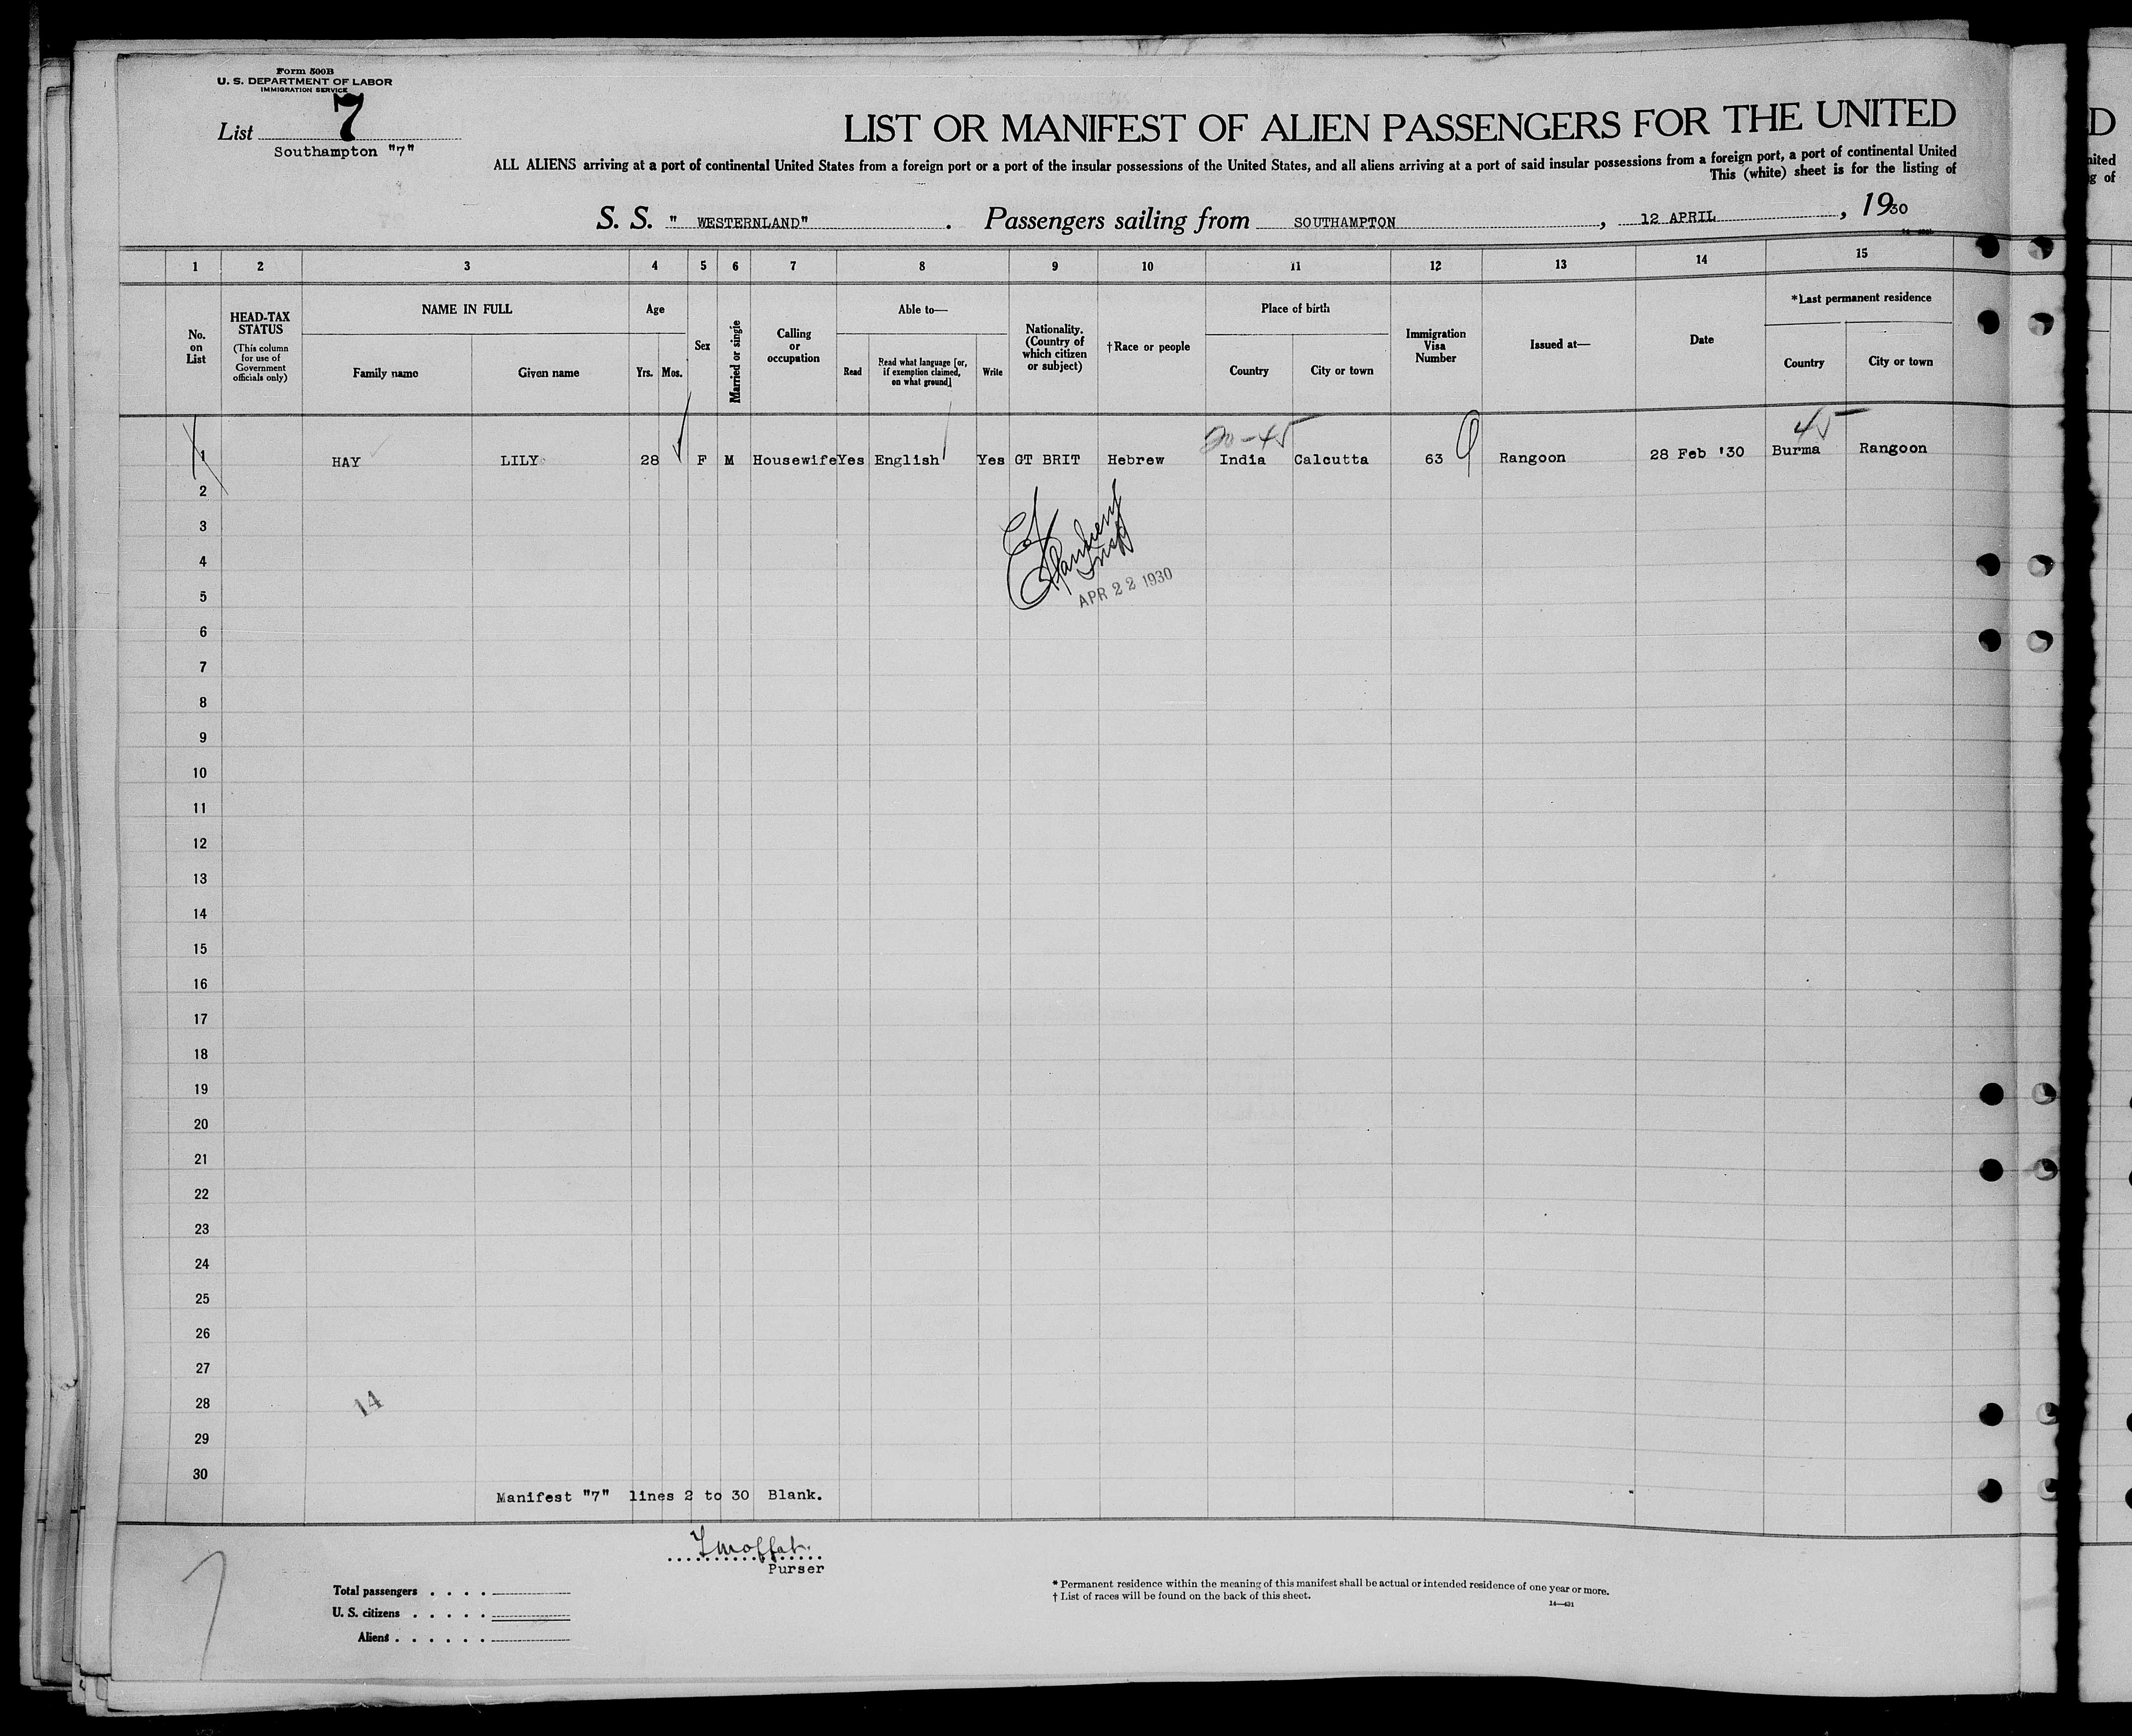 Form 500B
U. S. DEPARTMENT OF LABOR
IMMIGRATION SERVICE
List 7
Southampton "7"
LIST OR MANIFEST OF ALIEN PASSENGERS FOR THE UNITED
ALL ALIENS arriving at a port of continental United States from a foreign port or a port of the insular possessions of the United States, and all aliens arriving at a port of said insular possessions from a foreign port, a port of continental United
This (white) sheet is for the listing of
S. S. " WESTERNLAND" . Passengers sailing from SOUTHAMPTON , 12 APRIL , 1930
1 2 3 4 5 6 7 8 9 10 11 12 13 14 15
No. on List
HEAD-TAX STATUS
(This column for use of Government officials only)
NAME IN FULL
Family name Given name
Age
Yrs. Mos.
Sex
Married or single
Calling or occupation
Able to—
Read
Read what language [or, if exemption claimed, on what ground]
Write
Nationality. (Country of which citizen or subject)
†Race or people
Place of birth
Country City or town
Immigration Visa Number
Issued at—
Date
*Last permanent residence
Country City or town
20-45 45
1 HAY LILY 28 F M Housewife Yes English Yes GT BRIT Hebrew India Calcutta 63 Rangoon 28 Feb '30 Burma Rangoon
2
3
4
5
APR 22 1930
6
7
8
9
10
11
12
13
14
15
16
17
18
19
20
21
22
23
24
25
26
27
28
14
29
30
Manifest "7" lines 2 to 30 Blank.
Purser
Total passengers . . . .
U. S. citizens . . . . .
Aliens . . . . . .
* Permanent residence within the meaning of this manifest shall be actual or intended residence of one year or more.
† List of races will be found on the back of this sheet.
7
D
nited
g of